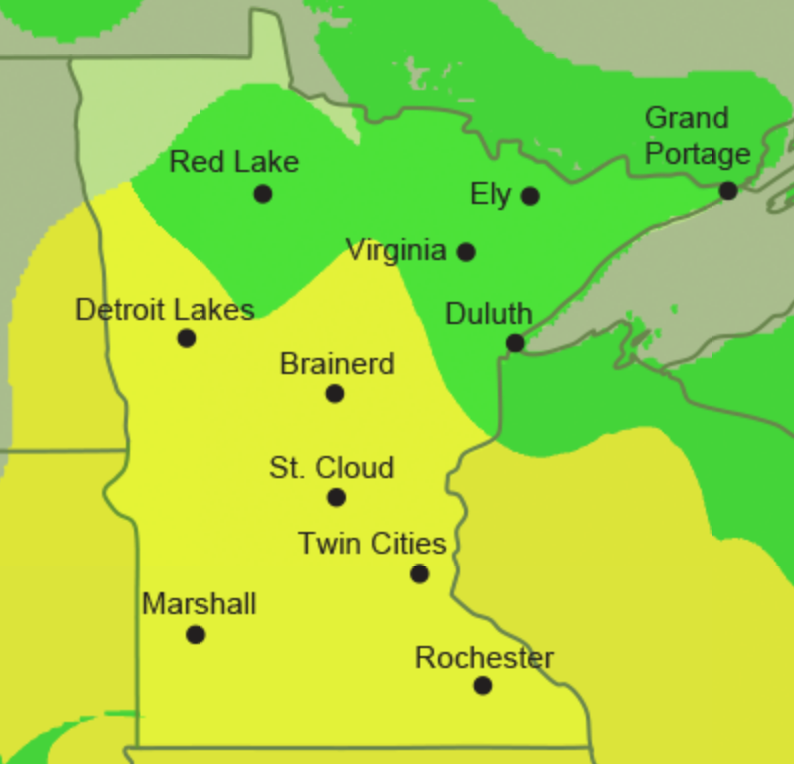 Grand
Portage
Red Lake
Ely
Virginia
Detroit Lakes
Duluth
Brainerd
St. Cloud
Twin Cities
Marshall
Rochester